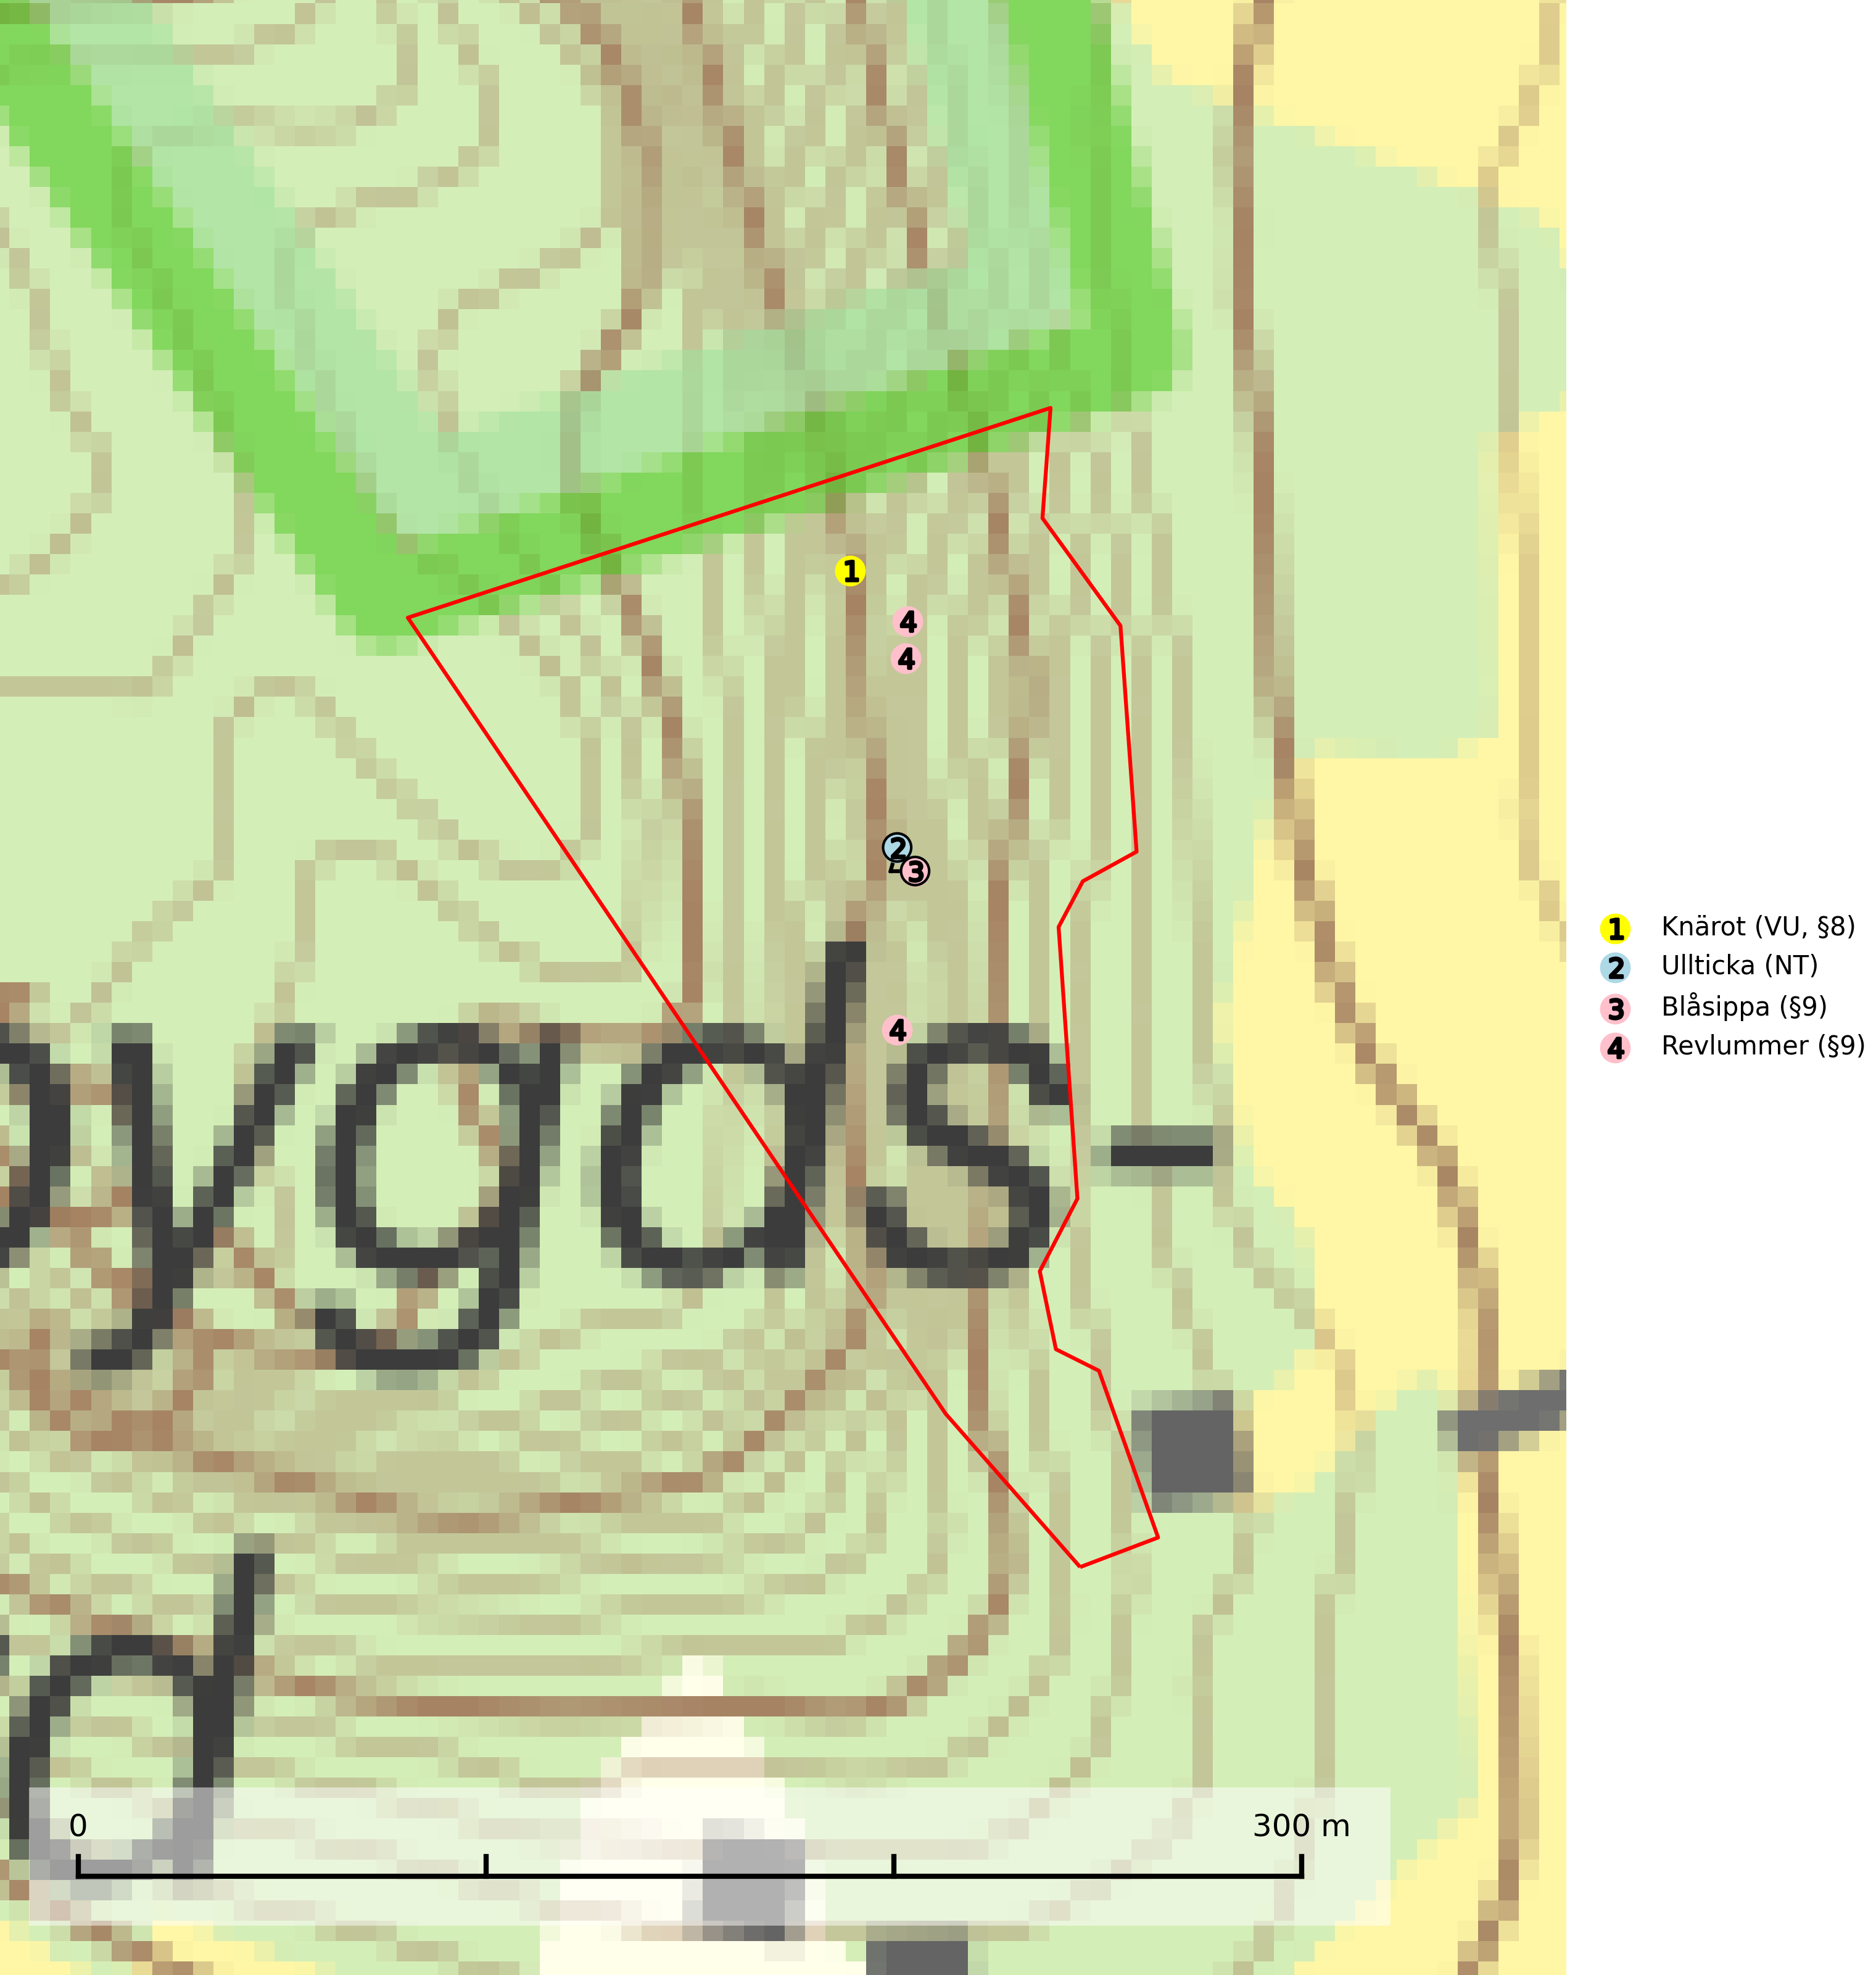 1
4
4
2
3
4
ygds
d
1 Knärot (VU, §8)
2 Ullticka (NT)
3 Blåsippa (§9)
4 Revlummer (§9)
0 300 m